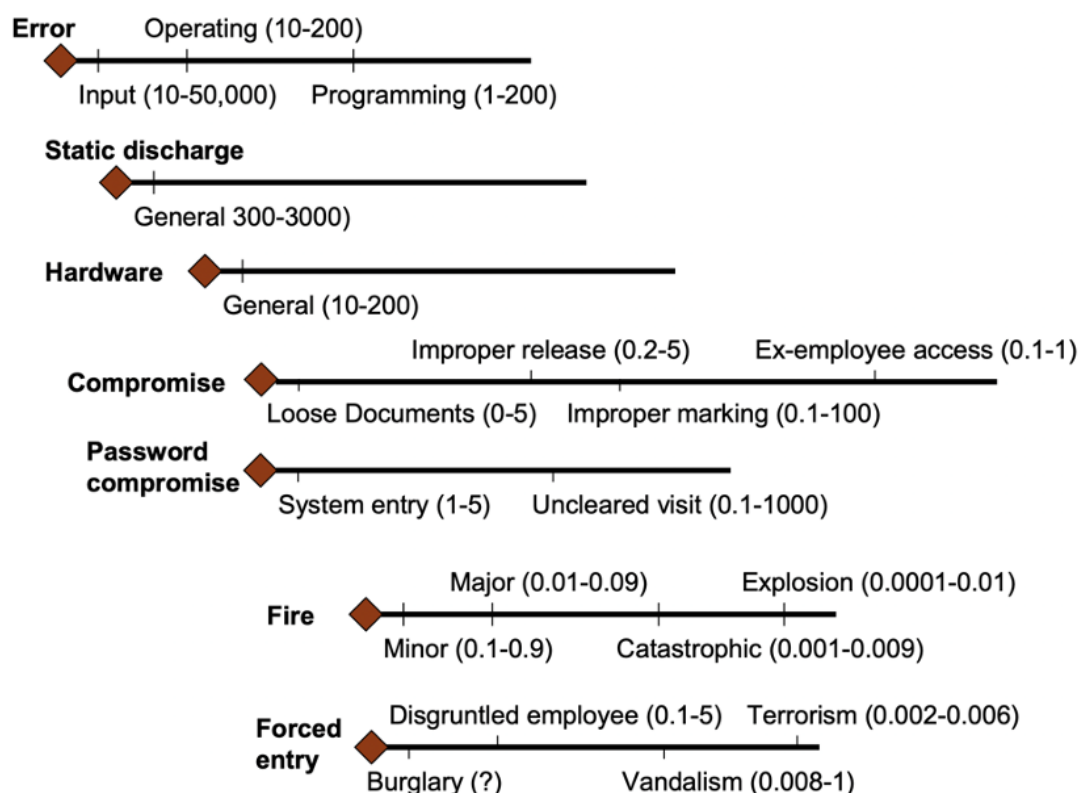 Error
Operating (10-200)
Input (10-50,000)
Programming (1-200)
Static discharge
General 300-3000)
Hardware
General (10-200)
Improper release (0.2-5)
Ex-employee access (0.1-1)
Compromise
Loose Documents (0-5)
Improper marking (0.1-100)
Password
compromise
System entry (1-5)
Uncleared visit (0.1-1000)
Major (0.01-0.09)
Explosion (0.0001-0.01)
Fire
Minor (0.1-0.9)
Catastrophic (0.001-0.009)
Disgruntled employee (0.1-5)
Terrorism (0.002-0.006)
Forced
entry
Burglary (?)
Vandalism (0.008-1)